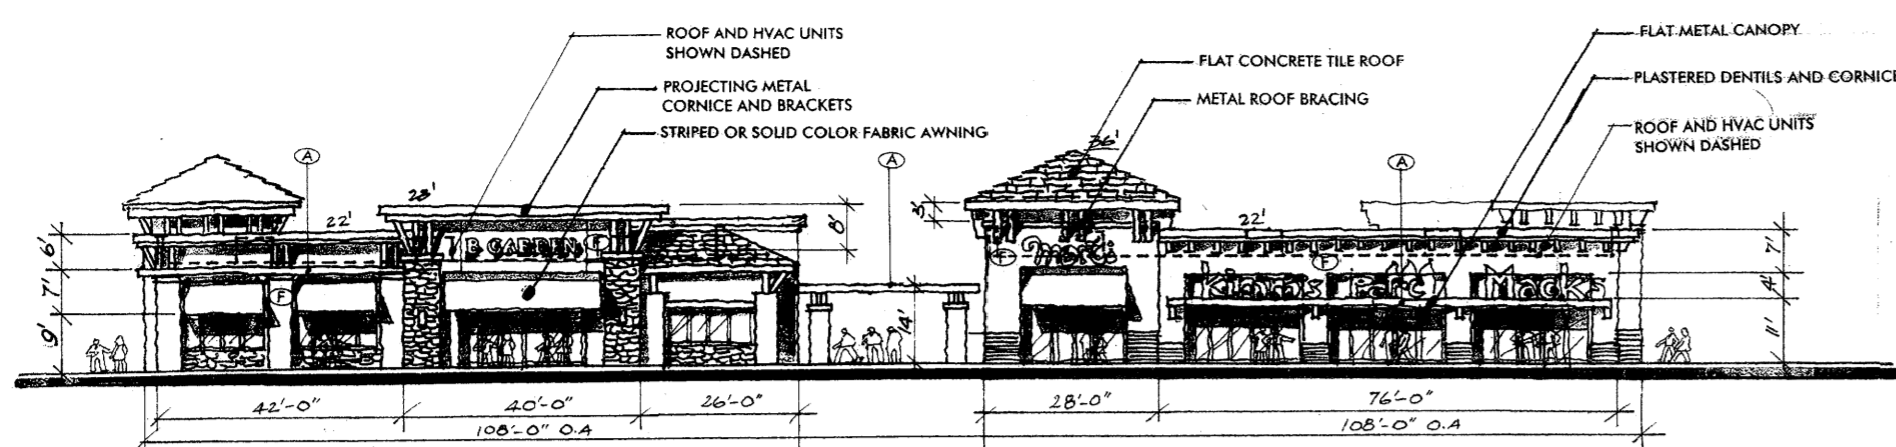 ROOF AND HVAC UNITS
SHOWN DASHED
PROJECTING METAL
CORNICE AND BRACKETS
STRIPED OR SOLID COLOR FABRIC AWNING
FLAT CONCRETE TILE ROOF
METAL ROOF BRACING
FLAT METAL CANOPY
PLASTERED DENTILS AND CORNICE
ROOF AND HVAC UNITS
SHOWN DASHED
A
A
A
36'
23'
22'
22'
6'
7'
9'
8'
14'
3'
7'
4'
11'
B GARDEN
F
F
F
F
Mardi
Mack's
42'-0"
40'-0"
26'-0"
28'-0"
76'-0"
108'-0" O.A
108'-0" O.A